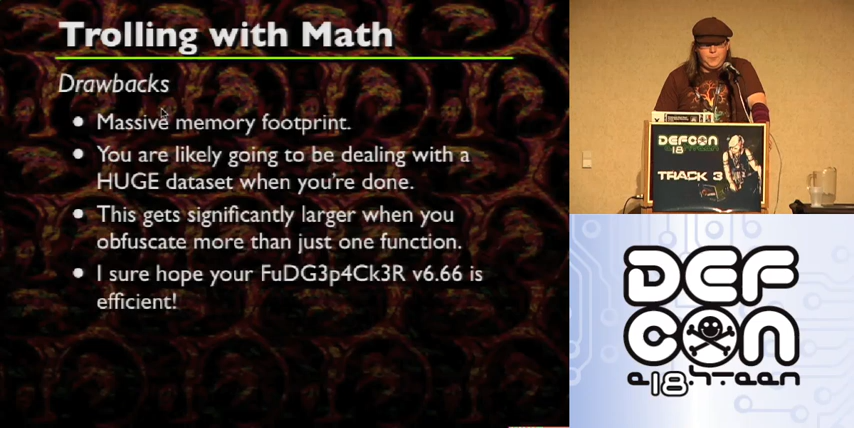 Trolling with Math
Drawbacks
Massive memory footprint.
You are likely going to be dealing with a
HUGE dataset when you're done.
This gets significantly larger when you
obfuscate more than just one function.
I sure hope your FuDG3p4Ck3R v6.66 is
efficient!
DEFCON
18
TRACK 3
DEF
CON
e18h.teen